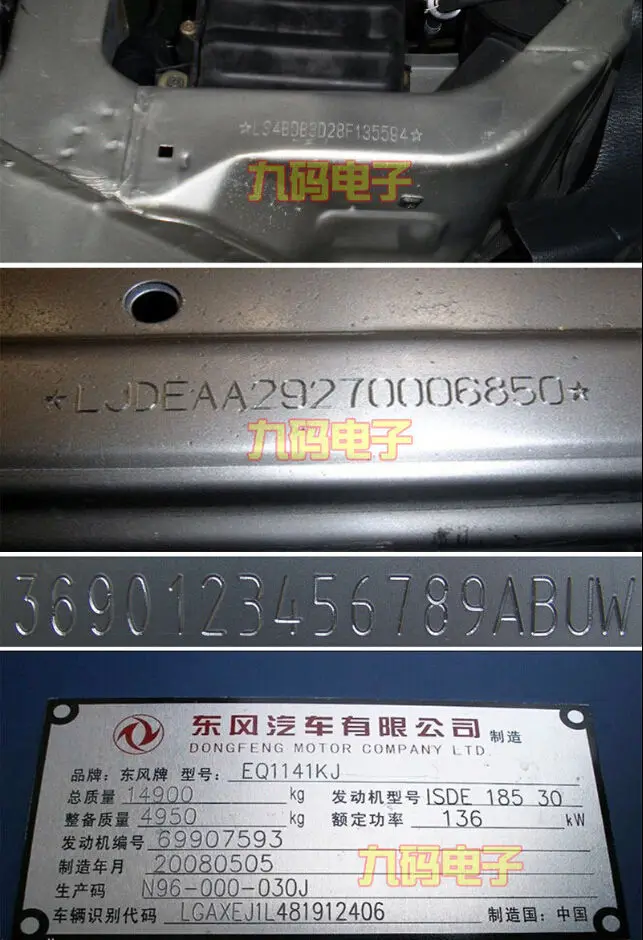 ☆LS4BDB3D28F135584☆
九码电子
☆LJDEAA29270006850☆
九码电子
3690123456789ABUW
东风汽车有限公司 制造
DONGFENG MOTOR COMPANY LTD.
品牌: 东风牌 型号: EQ1141KJ
总质量 14900 kg 发动机型号 ISDE 185 30
整备质量 4950 kg 额定功率 136 kW
发动机编号 69907593
制造年月 20080505
九码电子
生产码 N96-000-030J
车辆识别代码 LGAXEJ1L481912406 制造国: 中国